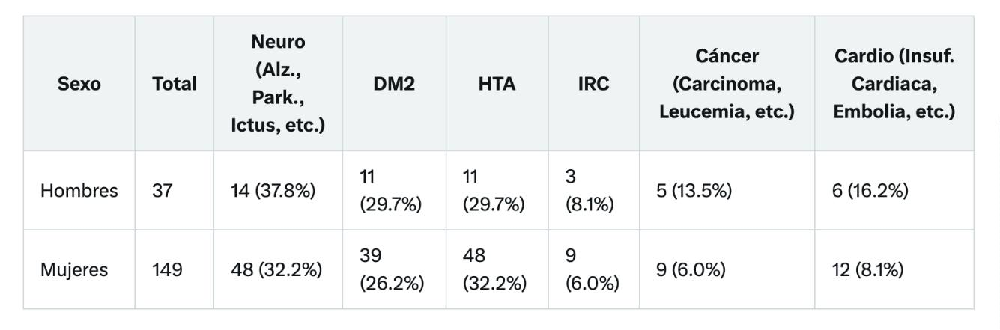 Sexo
Total
Neuro
(Alz.,
Park.,
Ictus, etc.)
DM2
HTA
IRC
Cáncer
(Carcinoma,
Leucemia, etc.)
Cardio (Insuf.
Cardiaca,
Embolia, etc.)
Hombres
37
14 (37.8%)
11
(29.7%)
11
(29.7%)
3
(8.1%)
5 (13.5%)
6 (16.2%)
Mujeres
149
48 (32.2%)
39
(26.2%)
48
(32.2%)
9
(6.0%)
9 (6.0%)
12 (8.1%)